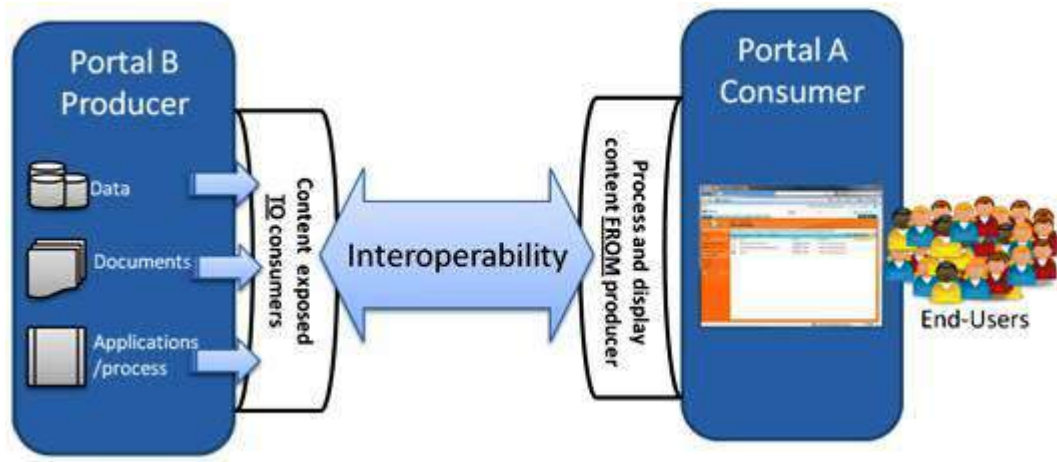 Portal B
Producer
Data
Documents
Applications
/process
Content exposed
TO consumers
Interoperability
Process and display
content FROM producer
Portal A
Consumer
End-Users